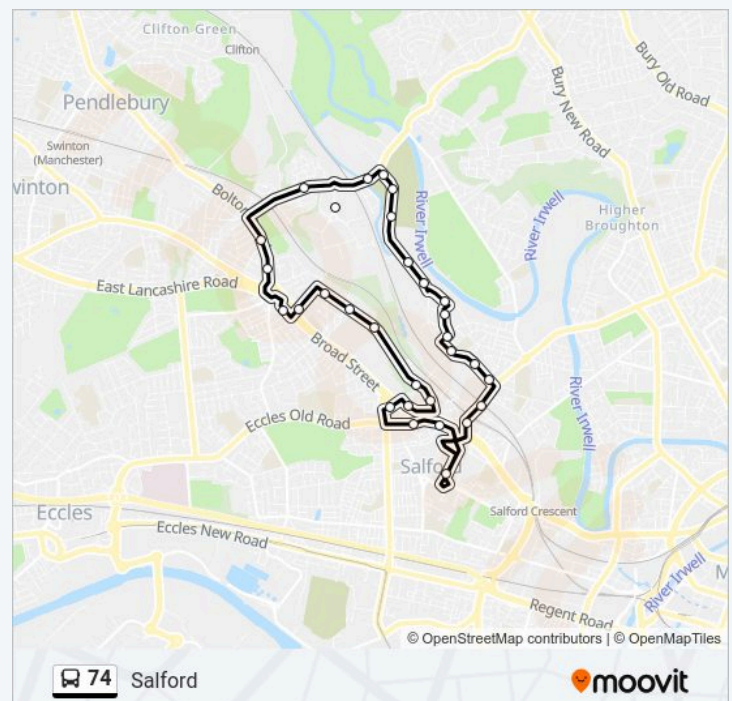 Clifton Green
Clifton
Bury Old Road
Pendlebury
Bury New Road
Swinton
(Manchester)
winton
Bolton
River Irwell
River Irwell
Higher
Broughton
East Lancashire Road
Broad Street
River Irwell
Eccles Old Road
Salford
Eccles
Salford Crescent
Eccles New Road
M
River Irwell
Regent Road
© OpenStreetMap contributors | © OpenMapTiles
74 Salford
moovit